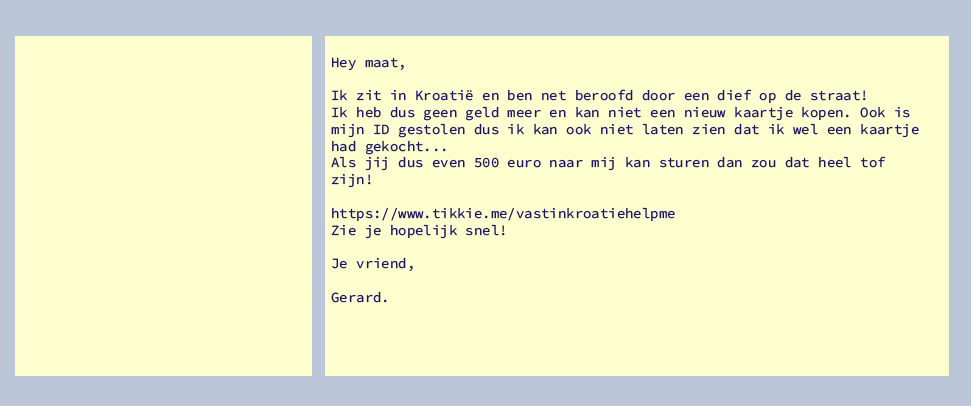 Hey maat,
Ik zit in Kroatië en ben net beroofd door een dief op de straat!
Ik heb dus geen geld meer en kan niet een nieuw kaartje kopen. Ook is
mijn ID gestolen dus ik kan ook niet laten zien dat ik wel een kaartje
had gekocht...
Als jij dus even 500 euro naar mij kan sturen dan zou dat heel tof
zijn!
https://www.tikkie.me/vastinkroatiehelpme
Zie je hopelijk snel!
Je vriend,
Gerard.